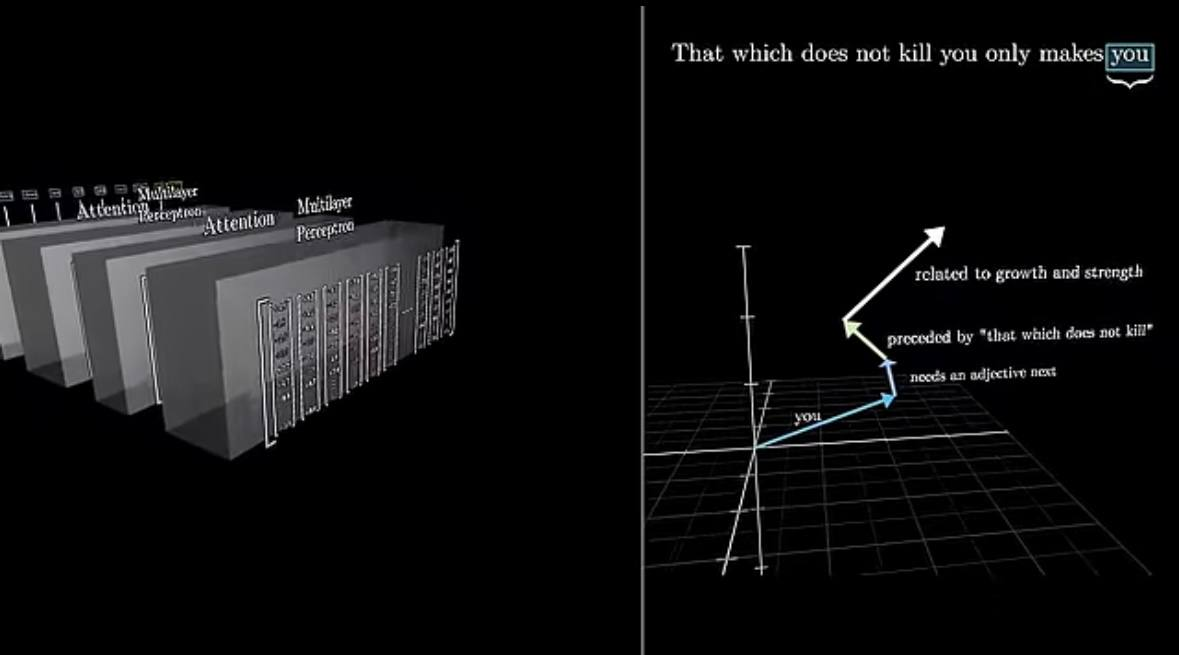 Multilayer
Perceptron
Attention
Attention
Multilayer
Perceptron
That which does not kill you only makes you
related to growth and strength
preceded by "that which does not kill"
needs an adjective next
you